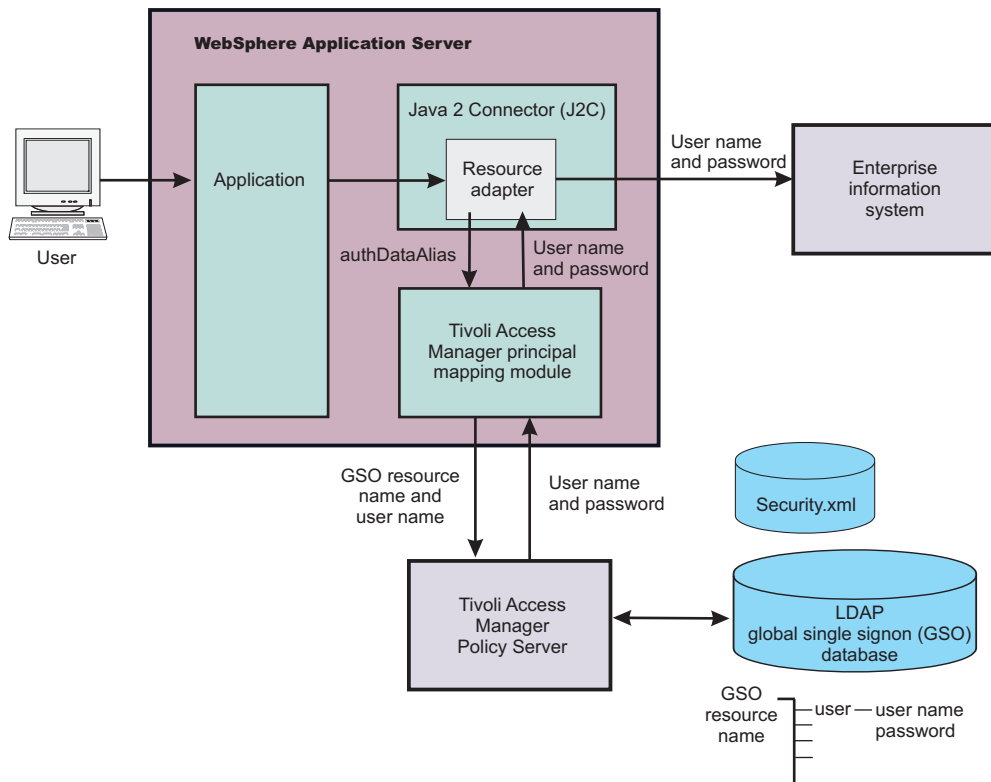 WebSphere Application Server
Java 2 Connector (J2C)
User name
and password
Resource
adapter
Application
Enterprise
information
system
User
authDataAlias
User name
and password
Tivoli Access
Manager principal
mapping module
GSO resource
name and
user name
User name
and password
Security.xml
Tivoli Access
Manager
Policy Server
LDAP
global single signon (GSO)
database
GSO
resource
name
user
user name
password